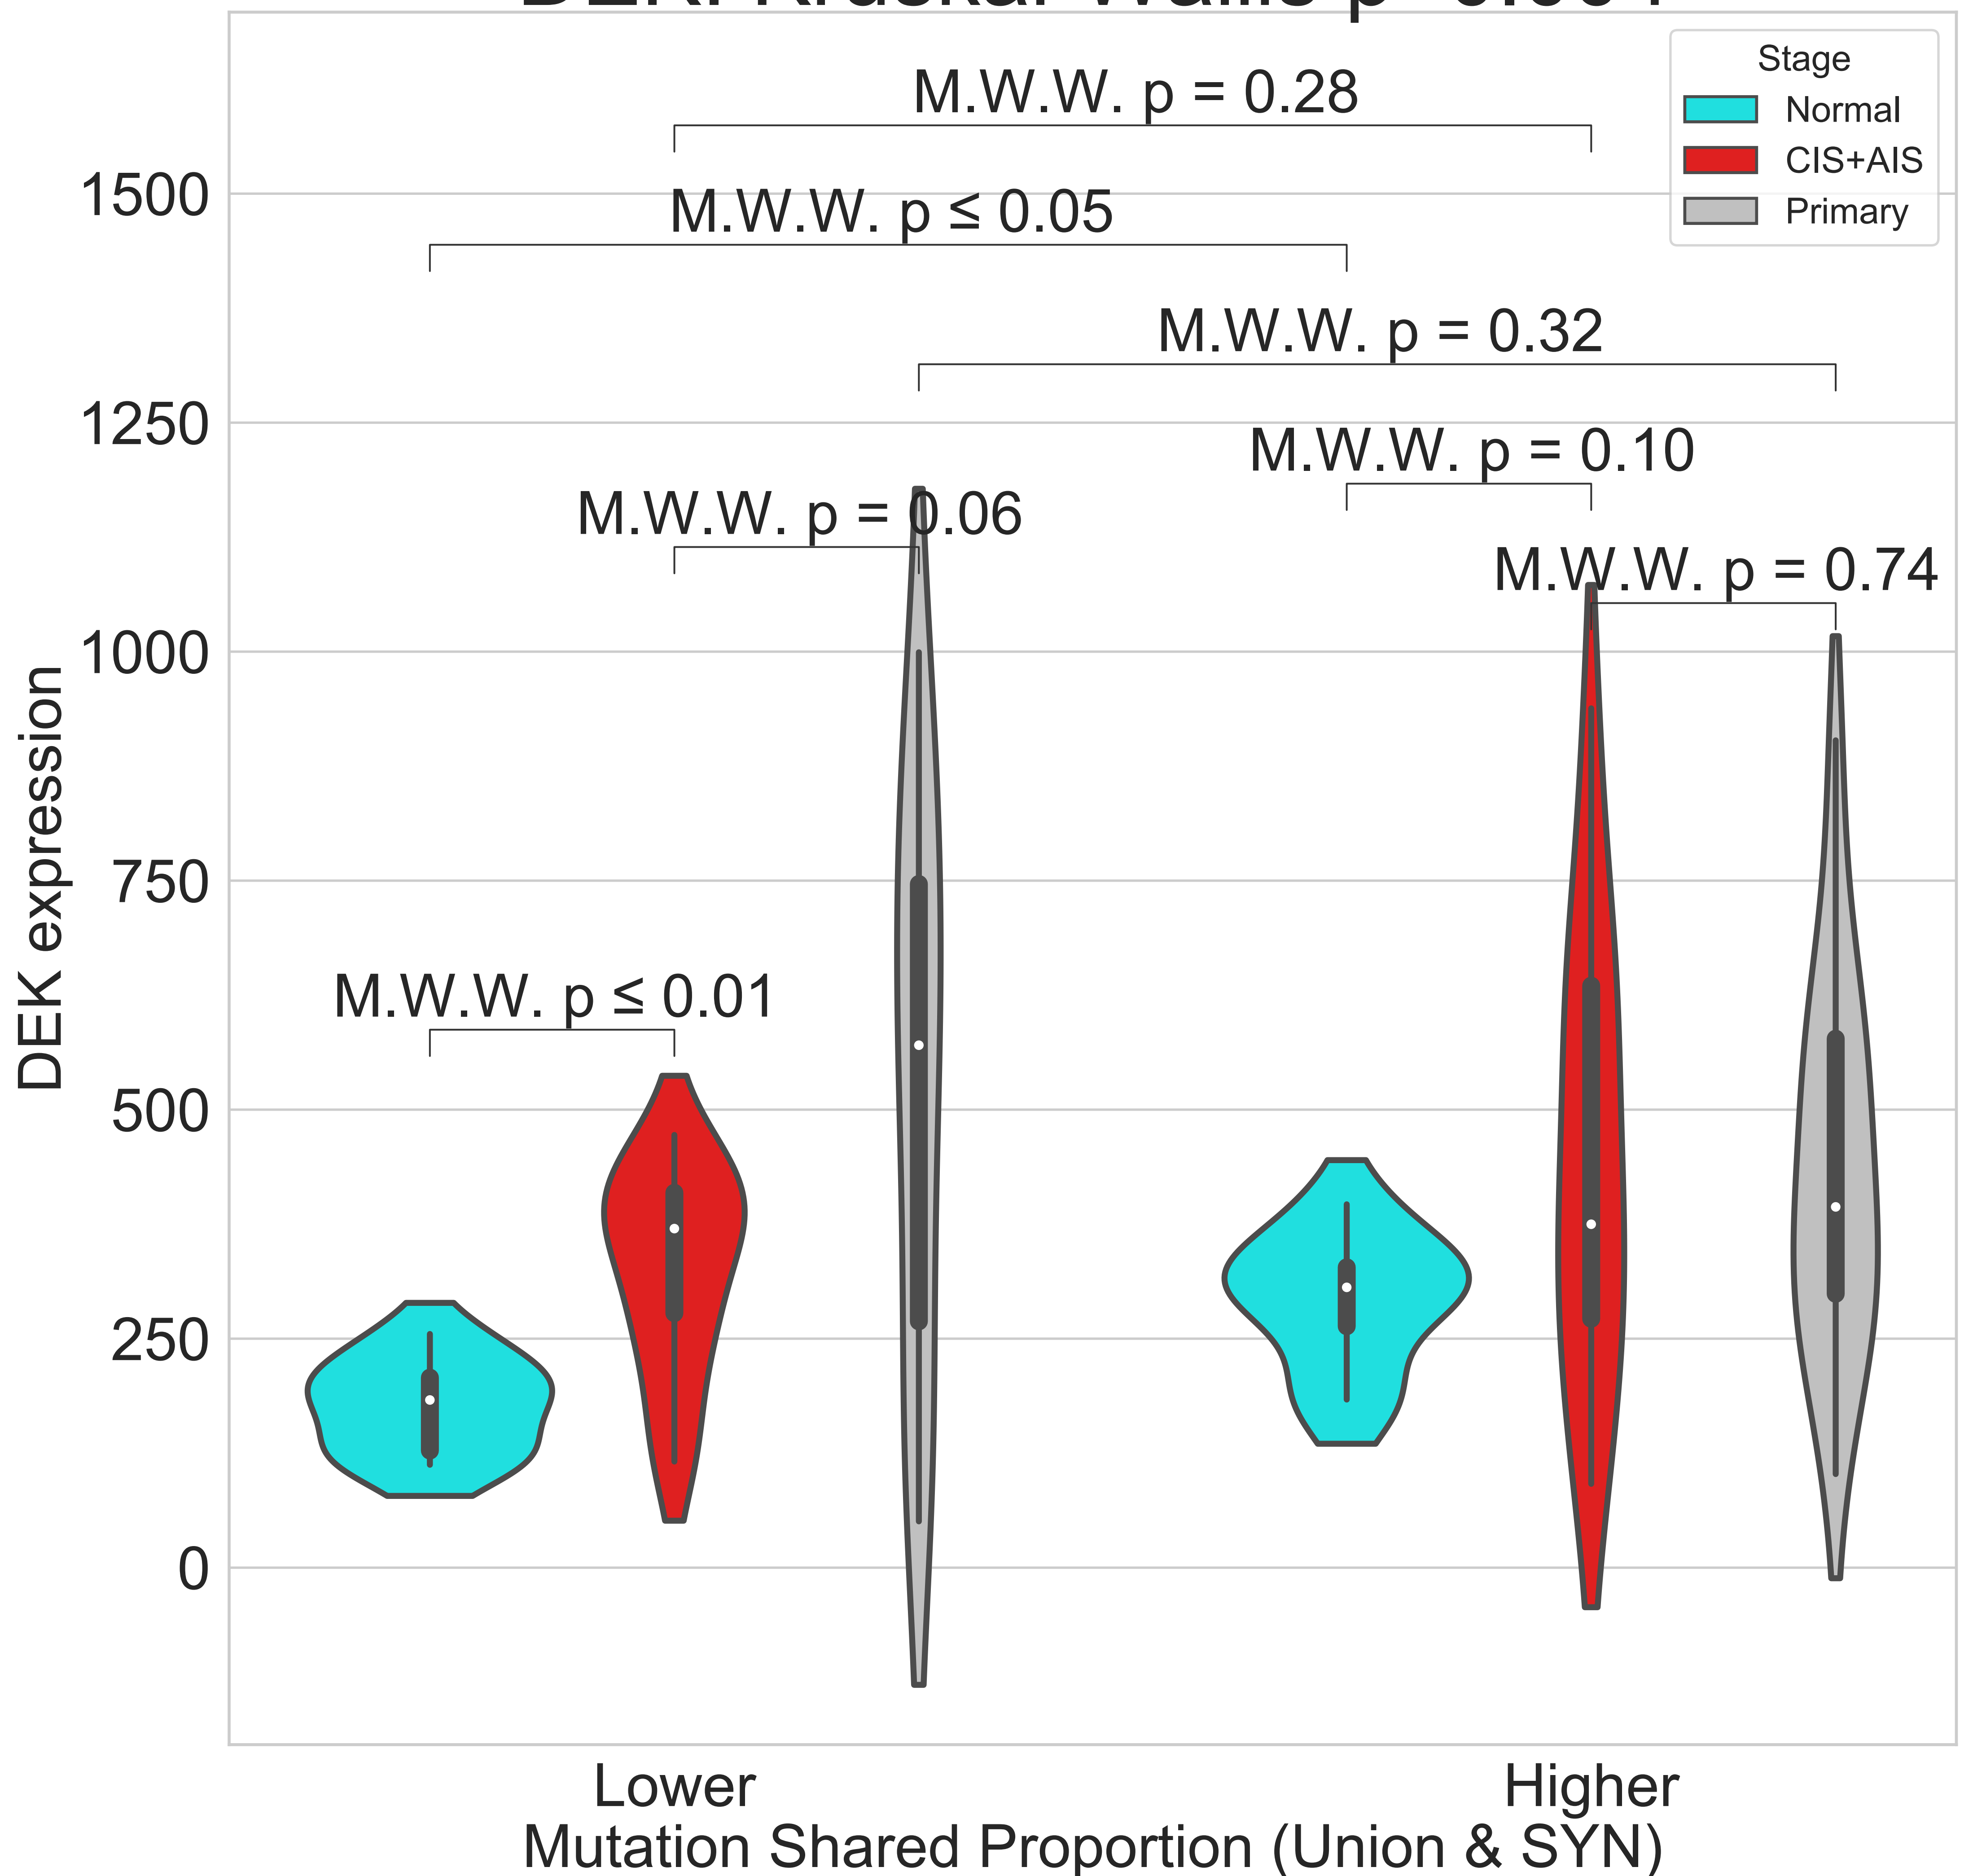 Stage
Normal
CIS+AIS
Primary
M.W.W. p = 0.28
M.W.W. p ≤ 0.05
M.W.W. p = 0.32
M.W.W. p = 0.10
M.W.W. p = 0.06
M.W.W. p = 0.74
M.W.W. p ≤ 0.01
1500
1250
1000
750
500
250
0
DEK expression
Lower
Higher
Mutation Shared Proportion (Union & SYN)